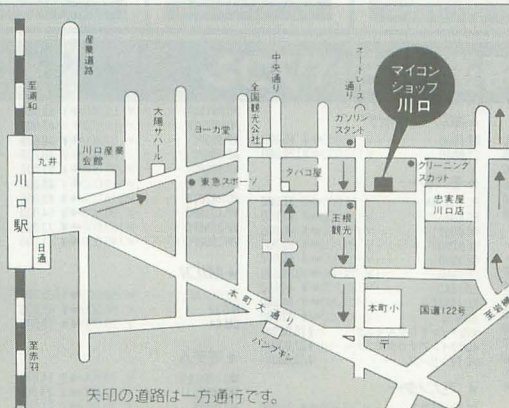 至浦和
産業道路
中央通り
オートレース
通り
マイコン
ショップ
川口
太陽サハール
ヨーカ堂
全国観光公社
ガソリン
スタンド
丸井
川口産業
会館
川口駅
東急スポーツ
タバコ屋
クリーニング
スカット
忠実屋
川口店
王根
観光
日通
本町大通り
本町小
国道122号
至岩槻
パンプキン
〒
至赤羽
矢印の道路は一方通行です。